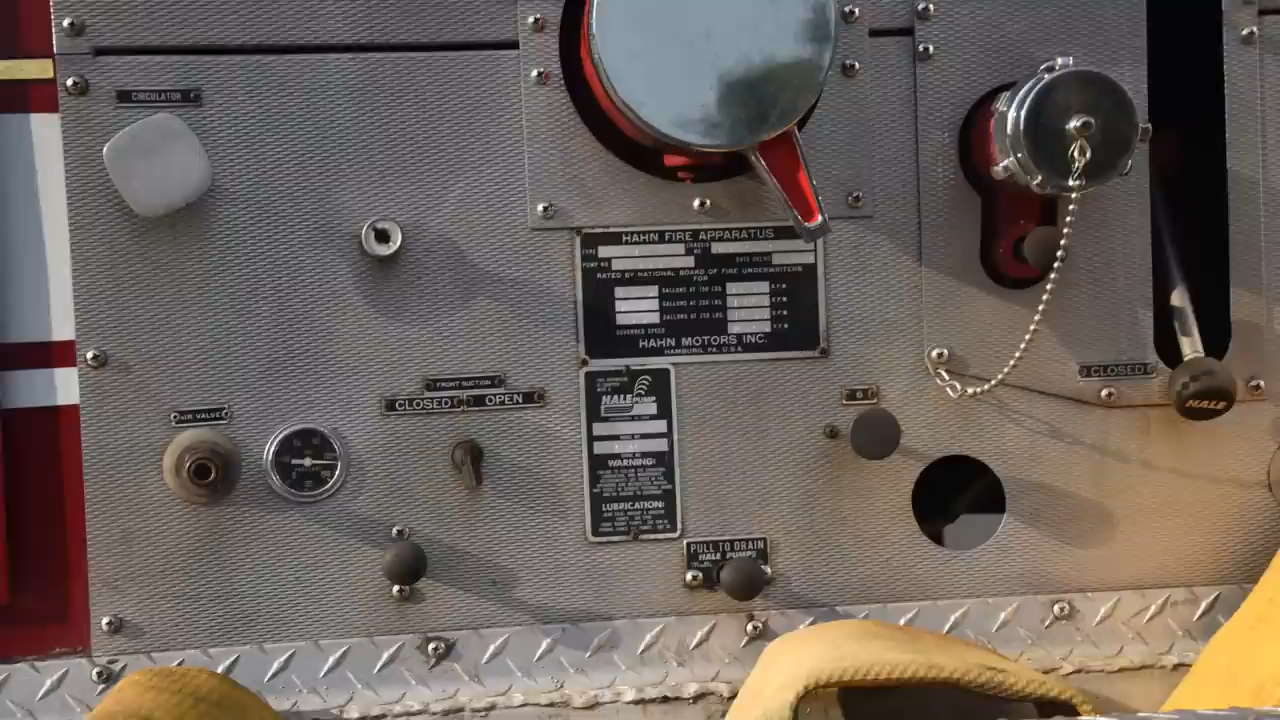 CIRCULATOR
HAHN FIRE APPARATUS
TYPE
CHASSIS NO
PUMP NO
DATE DELVD
RATED BY NATIONAL BOARD OF FIRE UNDERWRITERS
FOR
GALLONS AT 150 LBS. R.P.M.
GALLONS AT 200 LBS. R.P.M.
GALLONS AT 250 LBS. R.P.M.
GOVERNED SPEED R.P.M.
HAHN MOTORS INC.
HAMBURG, PA. U.S.A.
FRONT SUCTION
CLOSED OPEN
AIR VALVE
HALE PUMP
WARNING:
LUBRICATION:
6
CLOSED
HALE
PULL TO DRAIN
HALE PUMPS